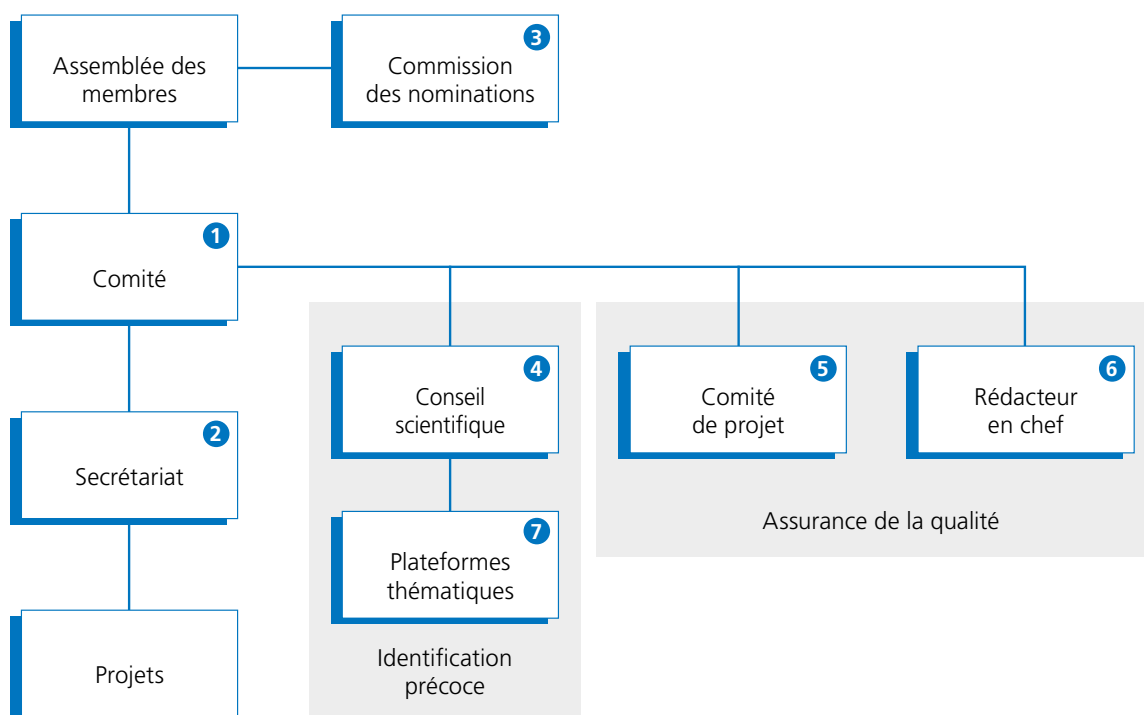 Assemblée des
membres
3
Commission
des nominations
1
Comité
4
Conseil
scientifique
5
Comité
de projet
6
Rédacteur
en chef
2
Secrétariat
Assurance de la qualité
7
Plateformes
thématiques
Identification
précoce
Projets